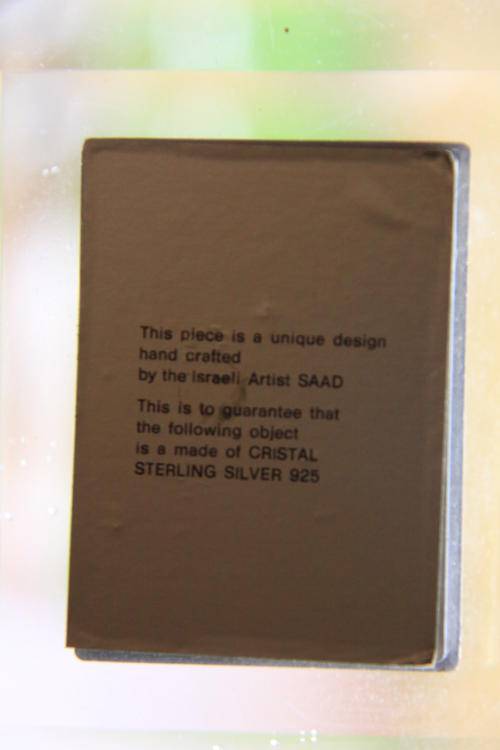 This piece is a unique design
hand crafted
by the Israeli Artist SAAD
This is to guarantee that
the following object
is a made of CRISTAL
STERLING SILVER 925